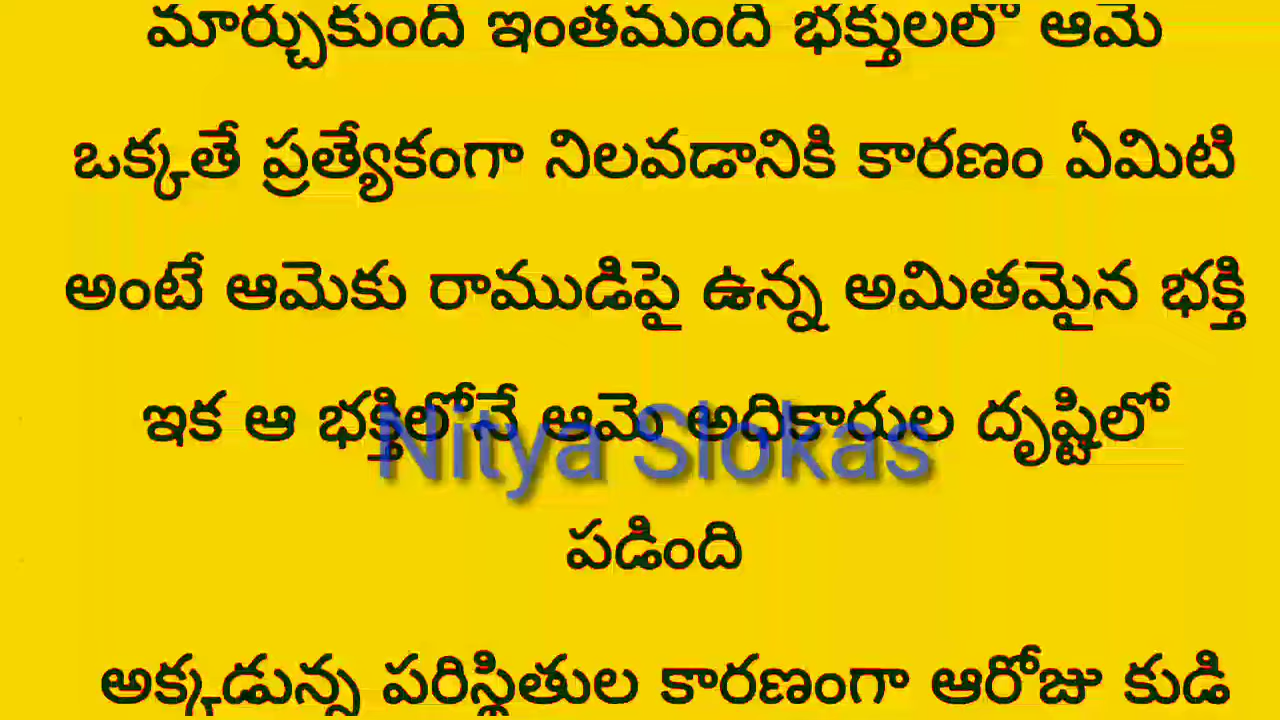 మార్చుకుంది ఇంతమంది భక్తులలో ఆమె
ఒక్కతే ప్రత్యేకంగా నిలవడానికి కారణం ఏమిటి
అంటే ఆమెకు రాముడిపై ఉన్న అమితమైన భక్తి
ఇక ఆ భక్తిలోనే ఆమె అధికారుల దృష్టిలో
Nitya Slokas
పడింది
అక్కడున్న పరిస్థితుల కారణంగా ఆరోజు కుడి